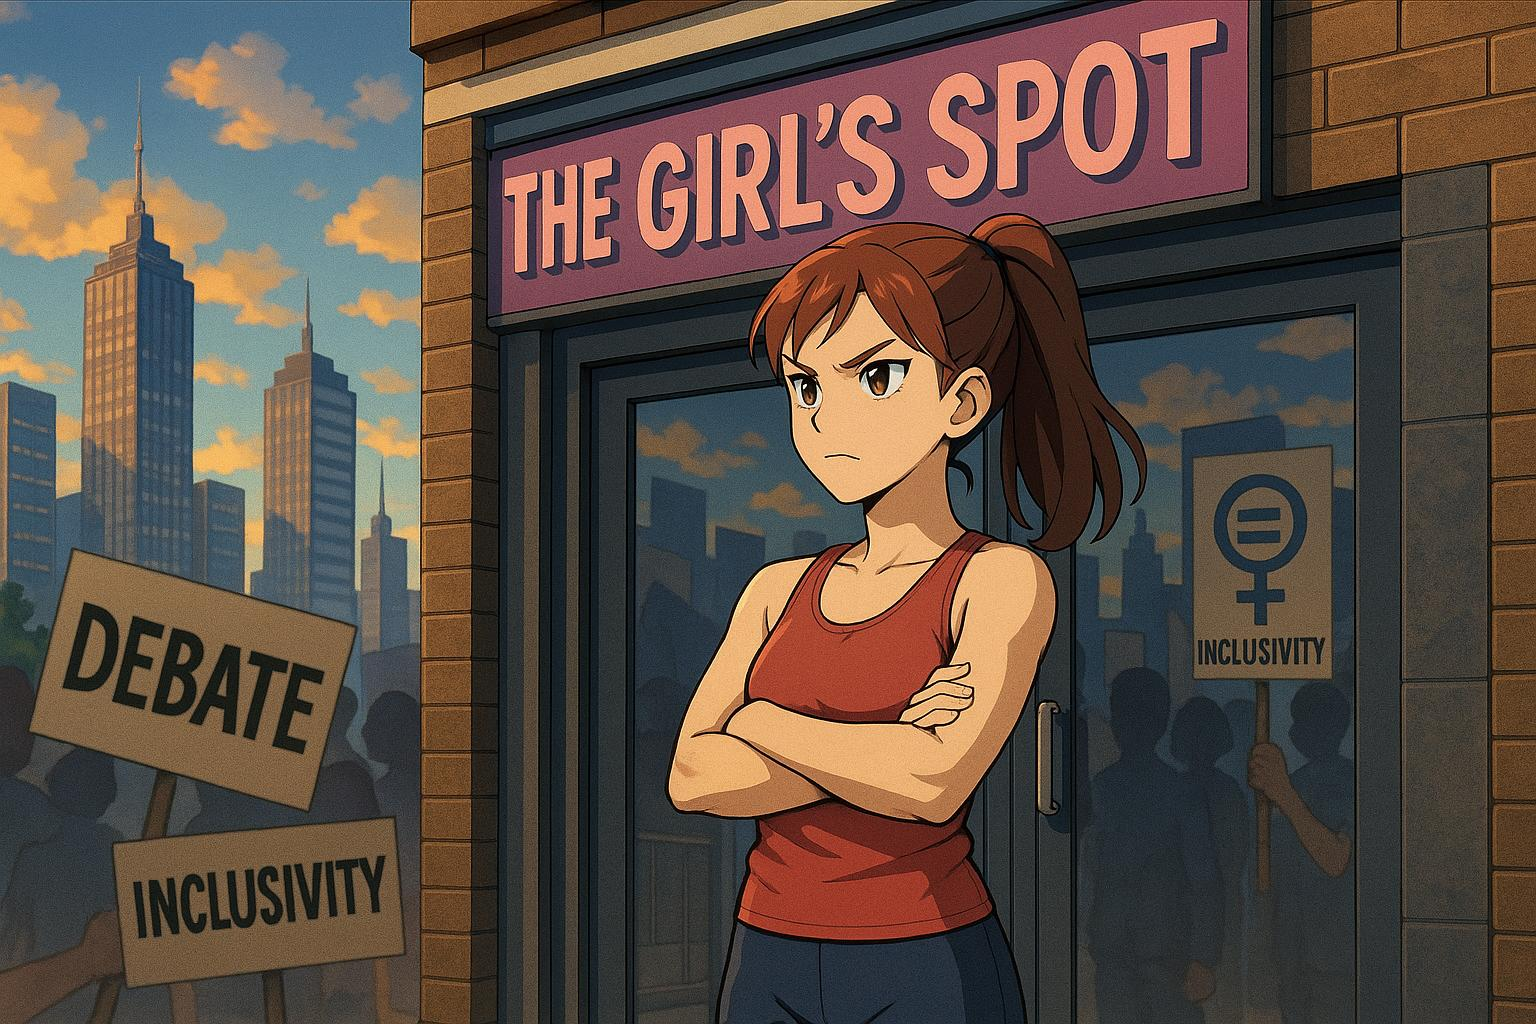 THE GIRL'S SPOT
DEBATE
INCLUSIVITY
INCLUSIVITY